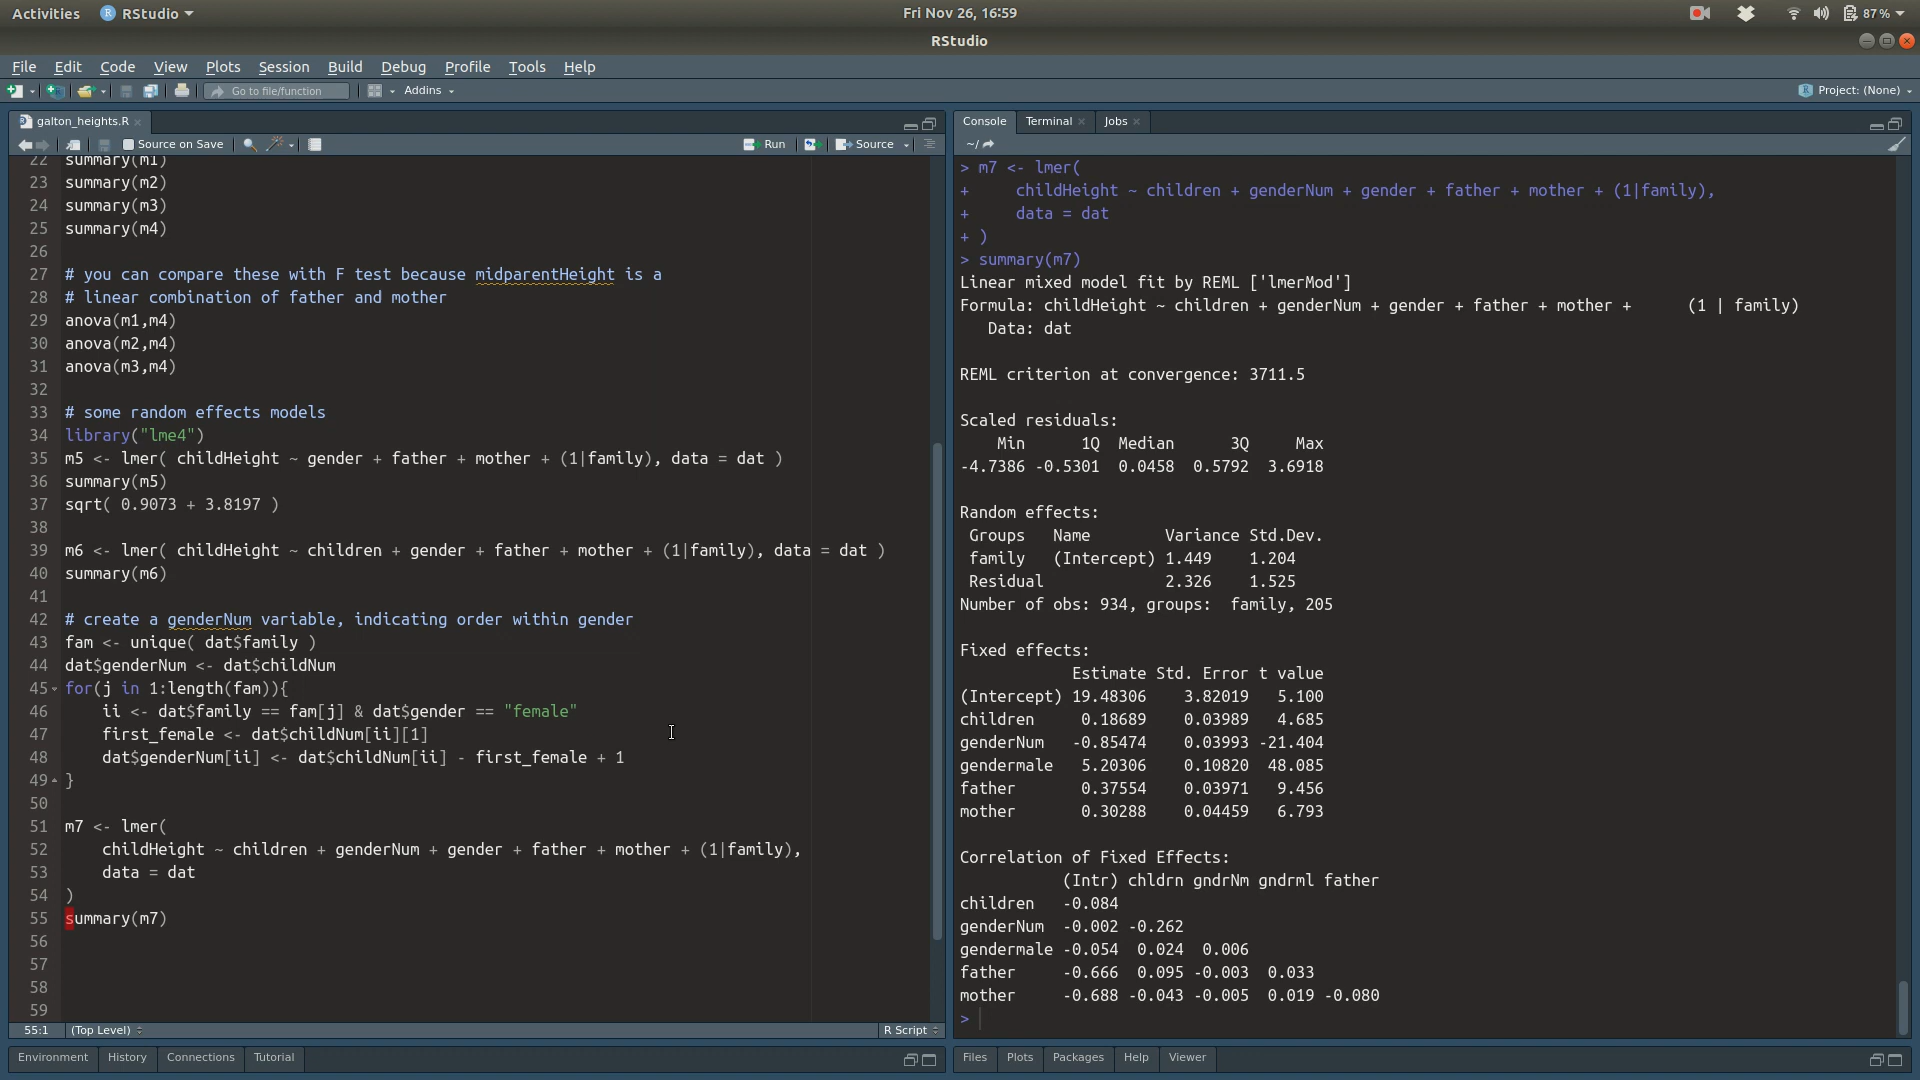 Activities RStudio Fri Nov 26, 16:59 87%
RStudio
File Edit Code View Plots Session Build Debug Profile Tools Help
Go to file/function Addins Project: (None)
galton_heights.R
Source on Save Run Source
22 summary(m1)
23 summary(m2)
24 summary(m3)
25 summary(m4)
26
27 # you can compare these with F test because midparentHeight is a
28 # linear combination of father and mother
29 anova(m1,m4)
30 anova(m2,m4)
31 anova(m3,m4)
32
33 # some random effects models
34 library("lme4")
35 m5 <- lmer( childHeight ~ gender + father + mother + (1|family), data = dat )
36 summary(m5)
37 sqrt( 0.9073 + 3.8197 )
38
39 m6 <- lmer( childHeight ~ children + gender + father + mother + (1|family), data = dat )
40 summary(m6)
41
42 # create a genderNum variable, indicating order within gender
43 fam <- unique( dat$family )
44 dat$genderNum <- dat$childNum
45 for(j in 1:length(fam)){
46     ii <- dat$family == fam[j] & dat$gender == "female"
47     first_female <- dat$childNum[ii][1]
48     dat$genderNum[ii] <- dat$childNum[ii] - first_female + 1
49 }
50
51 m7 <- lmer(
52     childHeight ~ children + genderNum + gender + father + mother + (1|family),
53     data = dat
54 )
55 summary(m7)
56
57
58
59
55:1 (Top Level) R Script
Environment History Connections Tutorial
Console Terminal Jobs
~/
> m7 <- lmer(
+     childHeight ~ children + genderNum + gender + father + mother + (1|family),
+     data = dat
+ )
> summary(m7)
Linear mixed model fit by REML ['lmerMod']
Formula: childHeight ~ children + genderNum + gender + father + mother +      (1 | family)
   Data: dat
REML criterion at convergence: 3711.5
Scaled residuals:
    Min      1Q  Median      3Q     Max
-4.7386 -0.5301  0.0458  0.5792  3.6918
Random effects:
 Groups   Name        Variance Std.Dev.
 family   (Intercept) 1.449    1.204
 Residual             2.326    1.525
Number of obs: 934, groups:  family, 205
Fixed effects:
            Estimate Std. Error t value
(Intercept) 19.48306    3.82019   5.100
children     0.18689    0.03989   4.685
genderNum   -0.85474    0.03993 -21.404
gendermale   5.20306    0.10820  48.085
father       0.37554    0.03971   9.456
mother       0.30288    0.04459   6.793
Correlation of Fixed Effects:
           (Intr) chldrn gndrNm gndrml father
children   -0.084
genderNum  -0.002 -0.262
gendermale -0.054  0.024  0.006
father     -0.666  0.095 -0.003  0.033
mother     -0.688 -0.043 -0.005  0.019 -0.080
>
Files Plots Packages Help Viewer